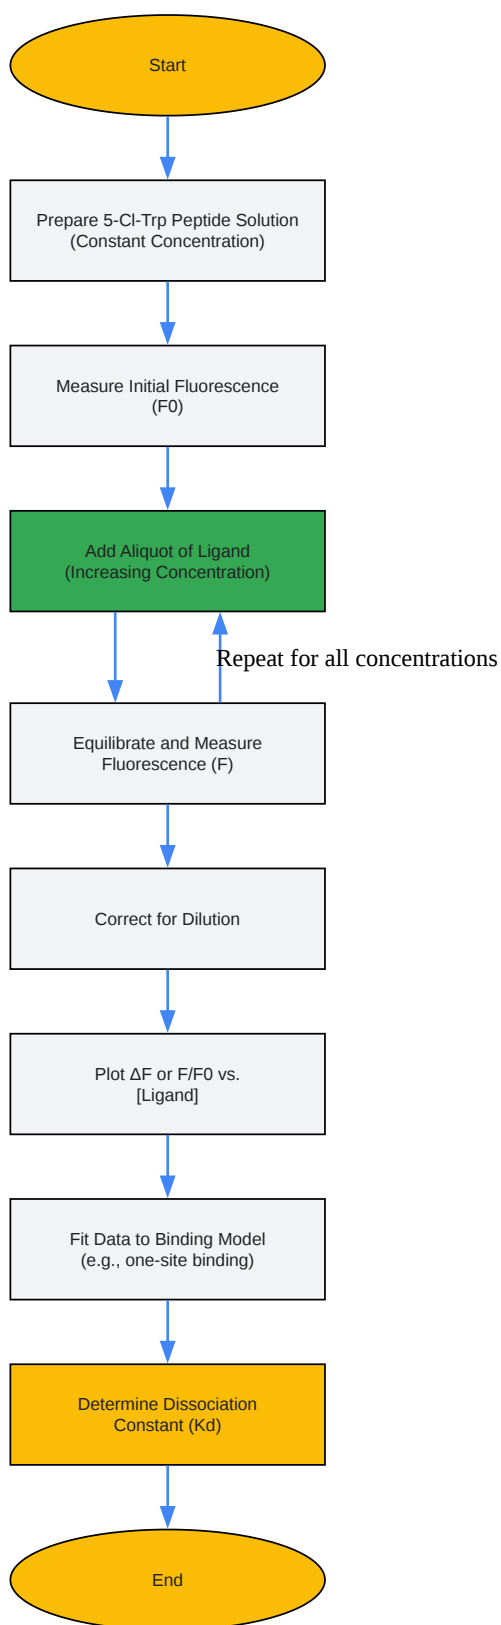 Start
Prepare 5-Cl-Trp Peptide Solution
(Constant Concentration)
Measure Initial Fluorescence
(F0)
Add Aliquot of Ligand
(Increasing Concentration)
Repeat for all concentrations
Equilibrate and Measure
Fluorescence (F)
Correct for Dilution
Plot ΔF or F/F0 vs.
[Ligand]
Fit Data to Binding Model
(e.g., one-site binding)
Determine Dissociation
Constant (Kd)
End